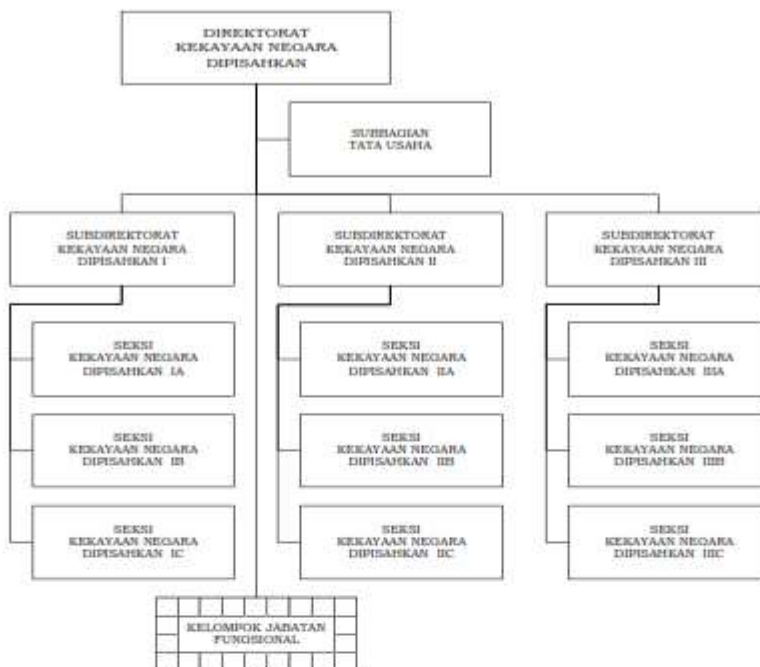 DIREKTORAT
KEKAYAAN NEGARA
DIPISAHKAN
SUBBAGIAN
TATA USAHA
SUBDIREKTORAT
KEKAYAAN NEGARA
DIPISAHKAN I
SUBDIREKTORAT
KEKAYAAN NEGARA
DIPISAHKAN II
SUBDIREKTORAT
KEKAYAAN NEGARA
DIPISAHKAN III
SEKSI
KEKAYAAN NEGARA
DIPISAHKAN IA
SEKSI
KEKAYAAN NEGARA
DIPISAHKAN IIA
SEKSI
KEKAYAAN NEGARA
DIPISAHKAN IIIA
SEKSI
KEKAYAAN NEGARA
DIPISAHKAN IB
SEKSI
KEKAYAAN NEGARA
DIPISAHKAN IIB
SEKSI
KEKAYAAN NEGARA
DIPISAHKAN IIIB
SEKSI
KEKAYAAN NEGARA
DIPISAHKAN IC
SEKSI
KEKAYAAN NEGARA
DIPISAHKAN IIC
SEKSI
KEKAYAAN NEGARA
DIPISAHKAN IIIC
KELOMPOK JABATAN
FUNGSIONAL